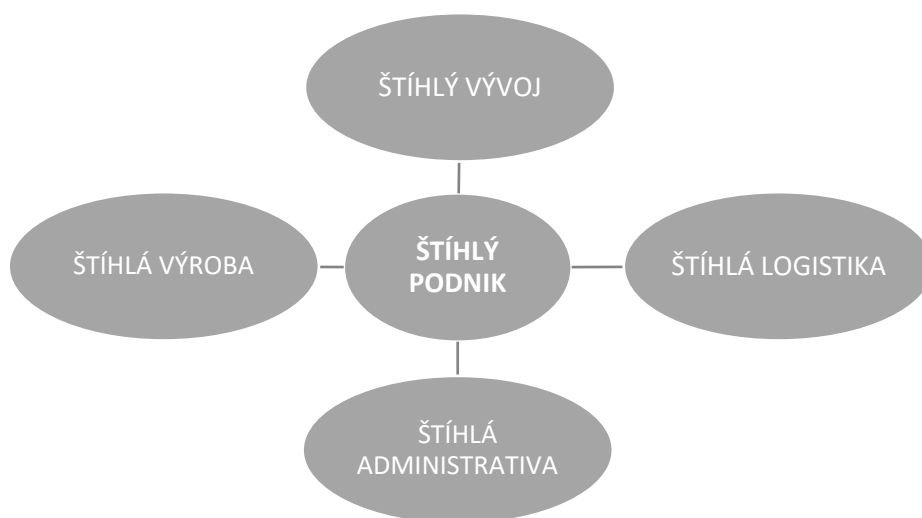 ŠTÍHLÝ VÝVOJ
ŠTÍHLÁ VÝROBA
ŠTÍHLÝ
PODNIK
ŠTÍHLÁ LOGISTIKA
ŠTÍHLÁ
ADMINISTRATIVA